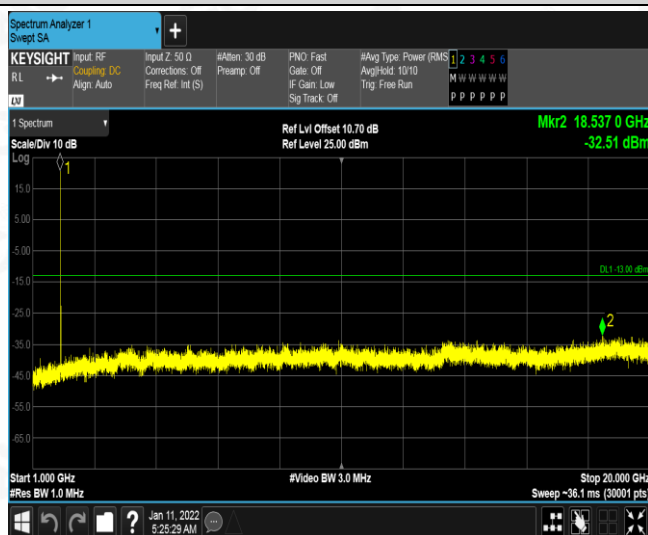 Spectrum Analyzer 1
Swept SA
KEYSIGHT
RL
Input: RF
Coupling: DC
Align: Auto
Input Z: 50 Ω
Corrections: Off
Freq Ref: Int (S)
#Atten: 30 dB
Preamp: Off
PNO: Fast
Gate: Off
IF Gain: Low
Sig Track: Off
#Avg Type: Power (RMS
Avg|Hold: 10/10
Trig: Free Run
1 2 3 4 5 6
M W W W W W
P P P P P P
LXI
1 Spectrum
Scale/Div 10 dB
Ref Lvl Offset 10.70 dB
Ref Level 25.00 dBm
Mkr2 18.537 0 GHz
-32.51 dBm
Log
1
15.0
5.00
-5.00
DL1 -13.00 dBm
-15.0
-25.0
2
-35.0
-45.0
-55.0
-65.0
Start 1.000 GHz
#Video BW 3.0 MHz
Stop 20.000 GHz
#Res BW 1.0 MHz
Sweep ~36.1 ms (30001 pts)
?
Jan 11, 2022
5:25:29 AM